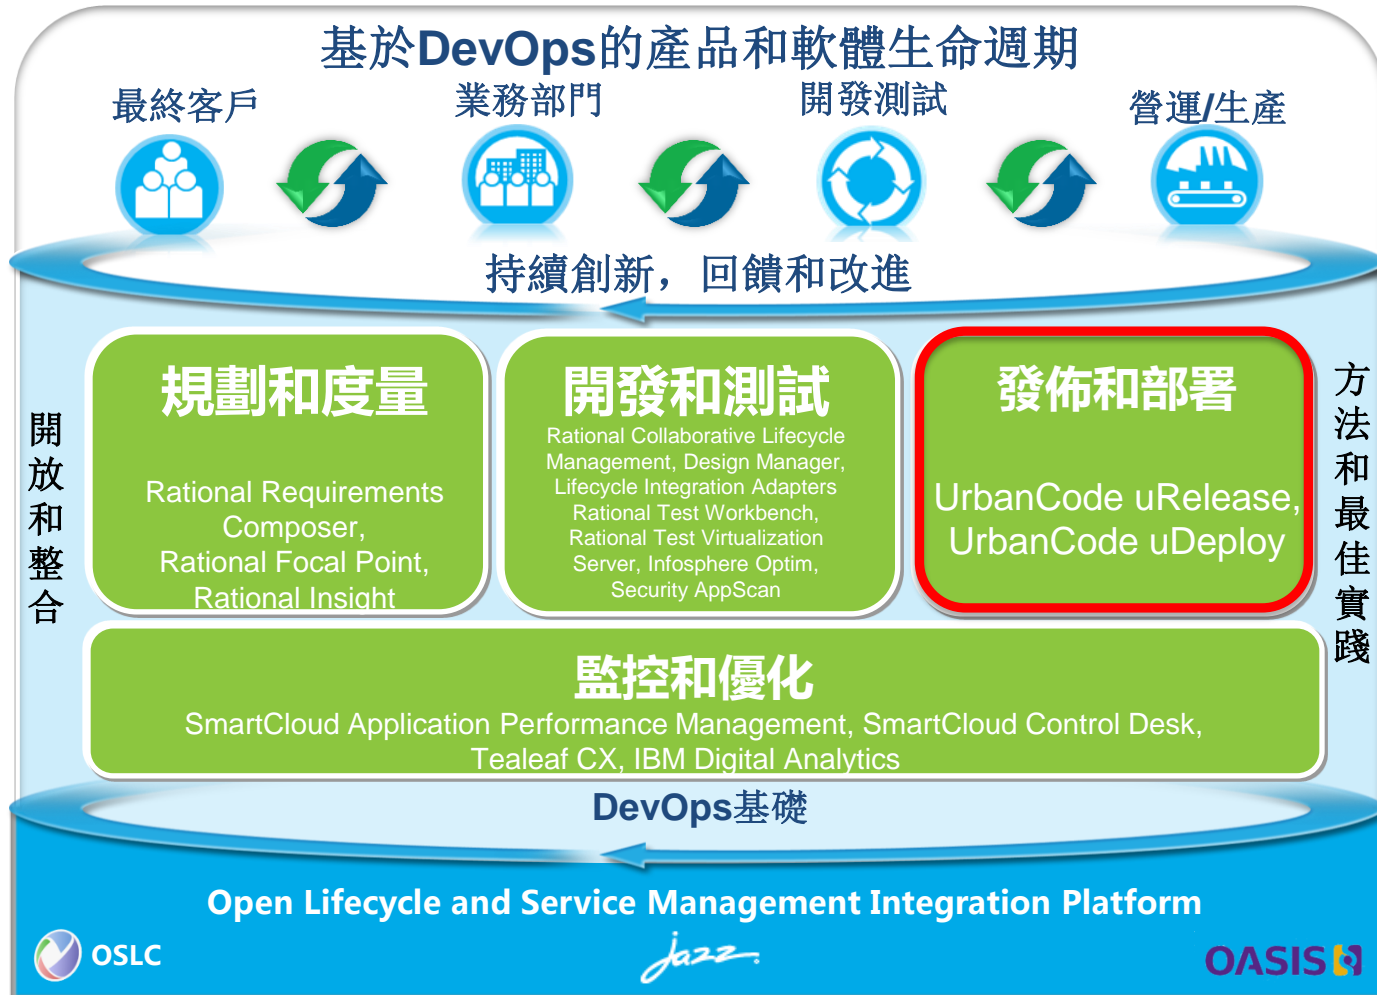 基於DevOps的產品和軟體生命週期
最終客戶
業務部門
開發測試
營運/生產
持續創新，回饋和改進
開放和整合
規劃和度量
Rational Requirements
Composer,
Rational Focal Point,
Rational Insight
開發和測試
Rational Collaborative Lifecycle
Management, Design Manager,
Lifecycle Integration Adapters
Rational Test Workbench,
Rational Test Virtualization
Server, Infosphere Optim,
Security AppScan
發佈和部署
UrbanCode uRelease,
UrbanCode uDeploy
方法和最佳實踐
監控和優化
SmartCloud Application Performance Management, SmartCloud Control Desk,
Tealeaf CX, IBM Digital Analytics
DevOps基礎
Open Lifecycle and Service Management Integration Platform
OSLC
jazz
OASIS